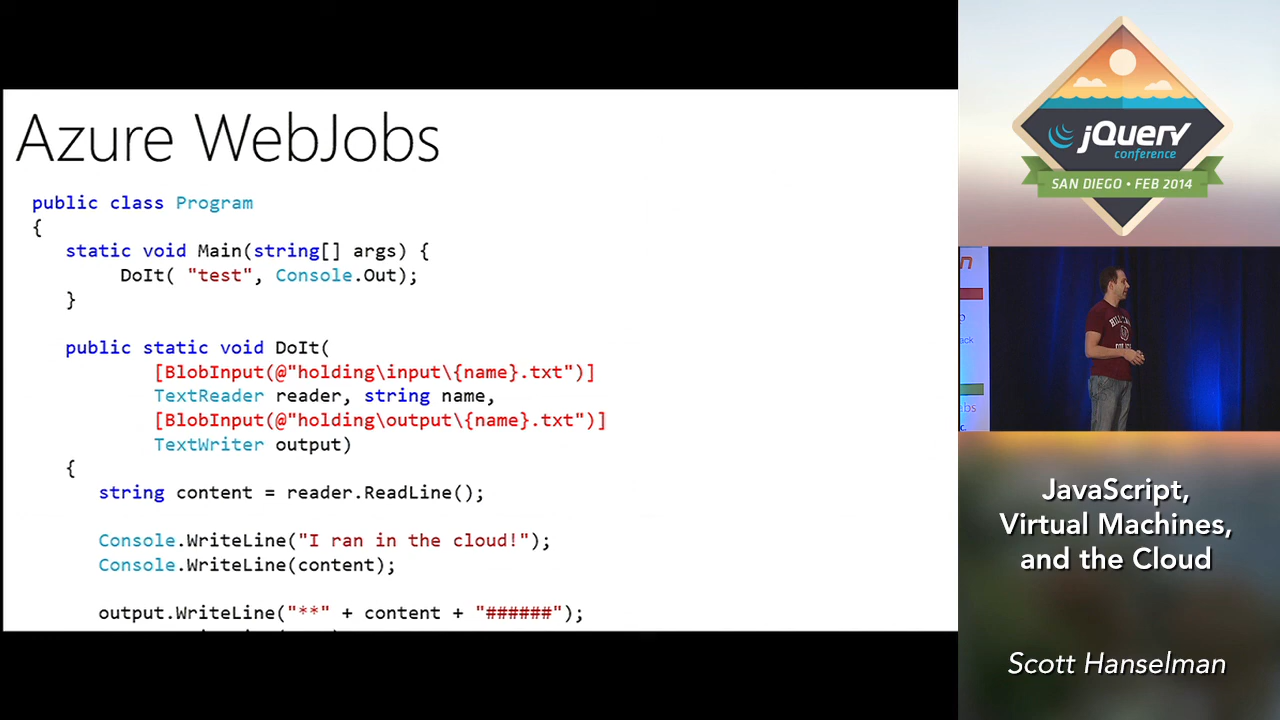 Azure WebJobs
public class Program
{
static void Main(string[] args) {
DoIt( "test", Console.Out);
}
public static void DoIt(
[BlobInput(@"holding\input\{name}.txt")]
TextReader reader, string name,
[BlobInput(@"holding\output\{name}.txt")]
TextWriter output)
{
string content = reader.ReadLine();
Console.WriteLine("I ran in the cloud!");
Console.WriteLine(content);
output.WriteLine("**" + content + "######");
jQuery
conference
SAN DIEGO • FEB 2014
JavaScript,
Virtual Machines,
and the Cloud
Scott Hanselman